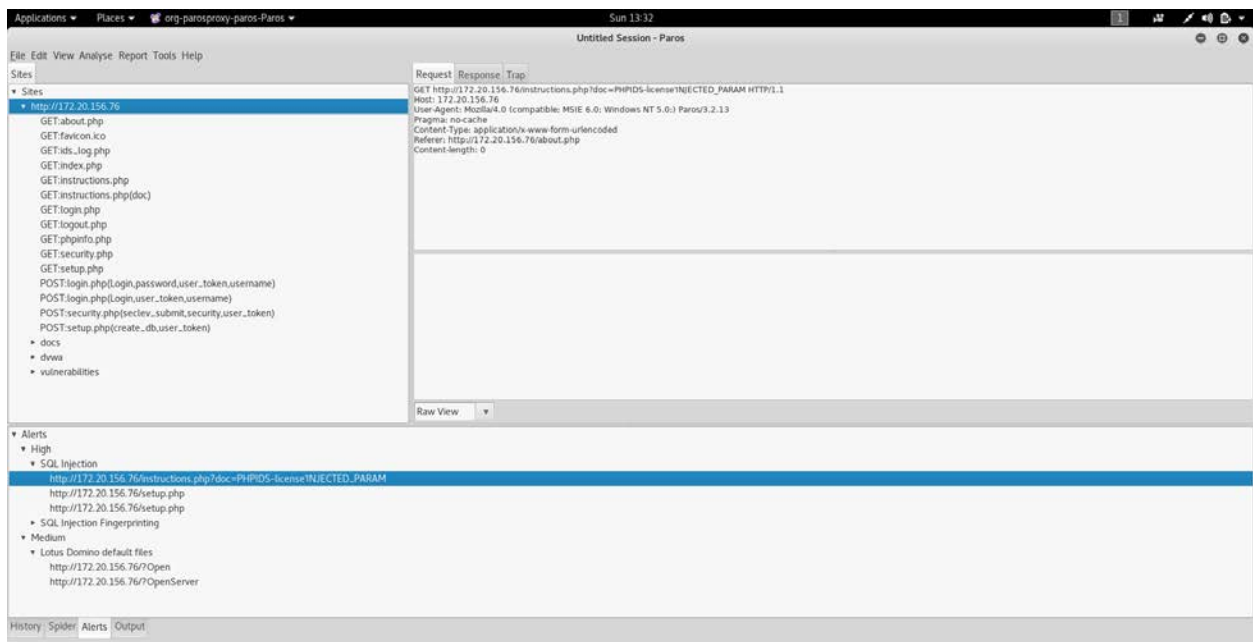 Applications Places org-parosproxy-paros-Paros Sun 13:32 1
Untitled Session - Paros
File Edit View Analyse Report Tools Help
Sites
Sites
http://172.20.156.76
GET:about.php
GET:favicon.ico
GET:ids_log.php
GET:index.php
GET:instructions.php
GET:instructions.php(doc)
GET:login.php
GET:logout.php
GET:phpinfo.php
GET:security.php
GET:setup.php
POST:login.php(Login,password,user_token,username)
POST:login.php(Login,user_token,username)
POST:security.php(seclev_submit,security,user_token)
POST:setup.php(create_db,user_token)
docs
dvwa
vulnerabilities
Request Response Trap
GET http://172.20.156.76/instructions.php?doc=PHPIDS-license'INJECTED_PARAM HTTP/1.1
Host: 172.20.156.76
User-Agent: Mozilla/4.0 (compatible; MSIE 6.0; Windows NT 5.0;) Paros/3.2.13
Pragma: no-cache
Content-Type: application/x-www-form-urlencoded
Referer: http://172.20.156.76/about.php
Content-length: 0
Raw View
Alerts
High
SQL Injection
http://172.20.156.76/instructions.php?doc=PHPIDS-license'INJECTED_PARAM
http://172.20.156.76/setup.php
http://172.20.156.76/setup.php
SQL Injection Fingerprinting
Medium
Lotus Domino default files
http://172.20.156.76/?Open
http://172.20.156.76/?OpenServer
History Spider Alerts Output